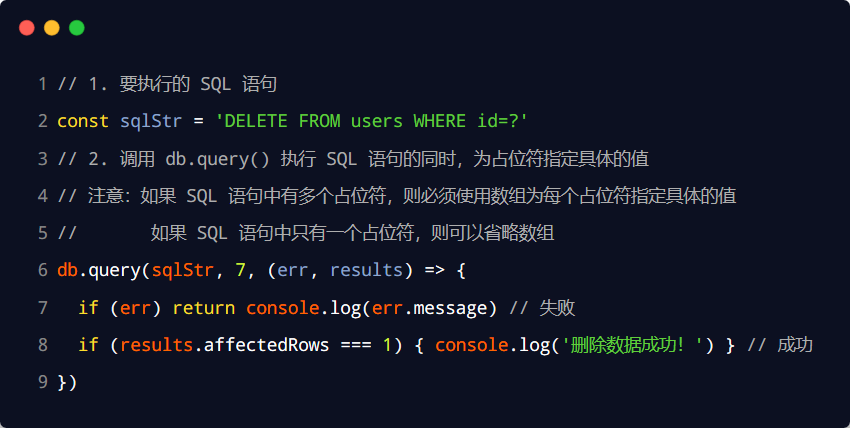 1 // 1. 要执行的 SQL 语句
2 const sqlStr = 'DELETE FROM users WHERE id=?'
3 // 2. 调用 db.query() 执行 SQL 语句的同时，为占位符指定具体的值
4 // 注意：如果 SQL 语句中有多个占位符，则必须使用数组为每个占位符指定具体的值
5 //       如果 SQL 语句中只有一个占位符，则可以省略数组
6 db.query(sqlStr, 7, (err, results) => {
7   if (err) return console.log(err.message) // 失败
8   if (results.affectedRows === 1) { console.log('删除数据成功！') } // 成功
9 })